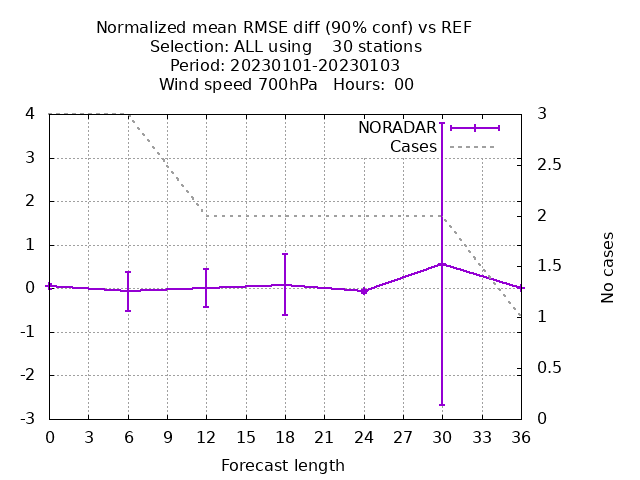 Normalized mean RMSE diff (90% conf) vs REF
Selection: ALL using    30 stations
Period: 20230101-20230103
Wind speed 700hPa   Hours:  00
NORADAR
Cases
4
3
2
1
0
-1
-2
-3
3
2.5
2
1.5
1
0.5
0
No cases
0 3 6 9 12 15 18 21 24 27 30 33 36
Forecast length